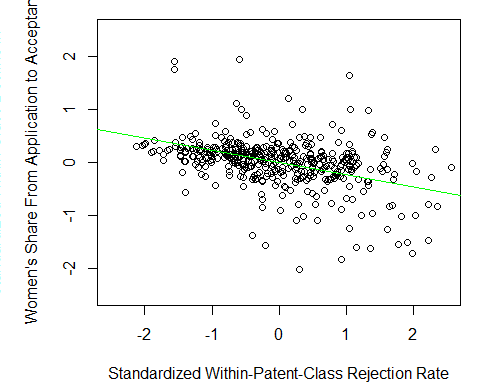 Women's Share From Application to Acceptan
2
1
0
-1
-2
-2 -1 0 1 2
Standardized Within-Patent-Class Rejection Rate